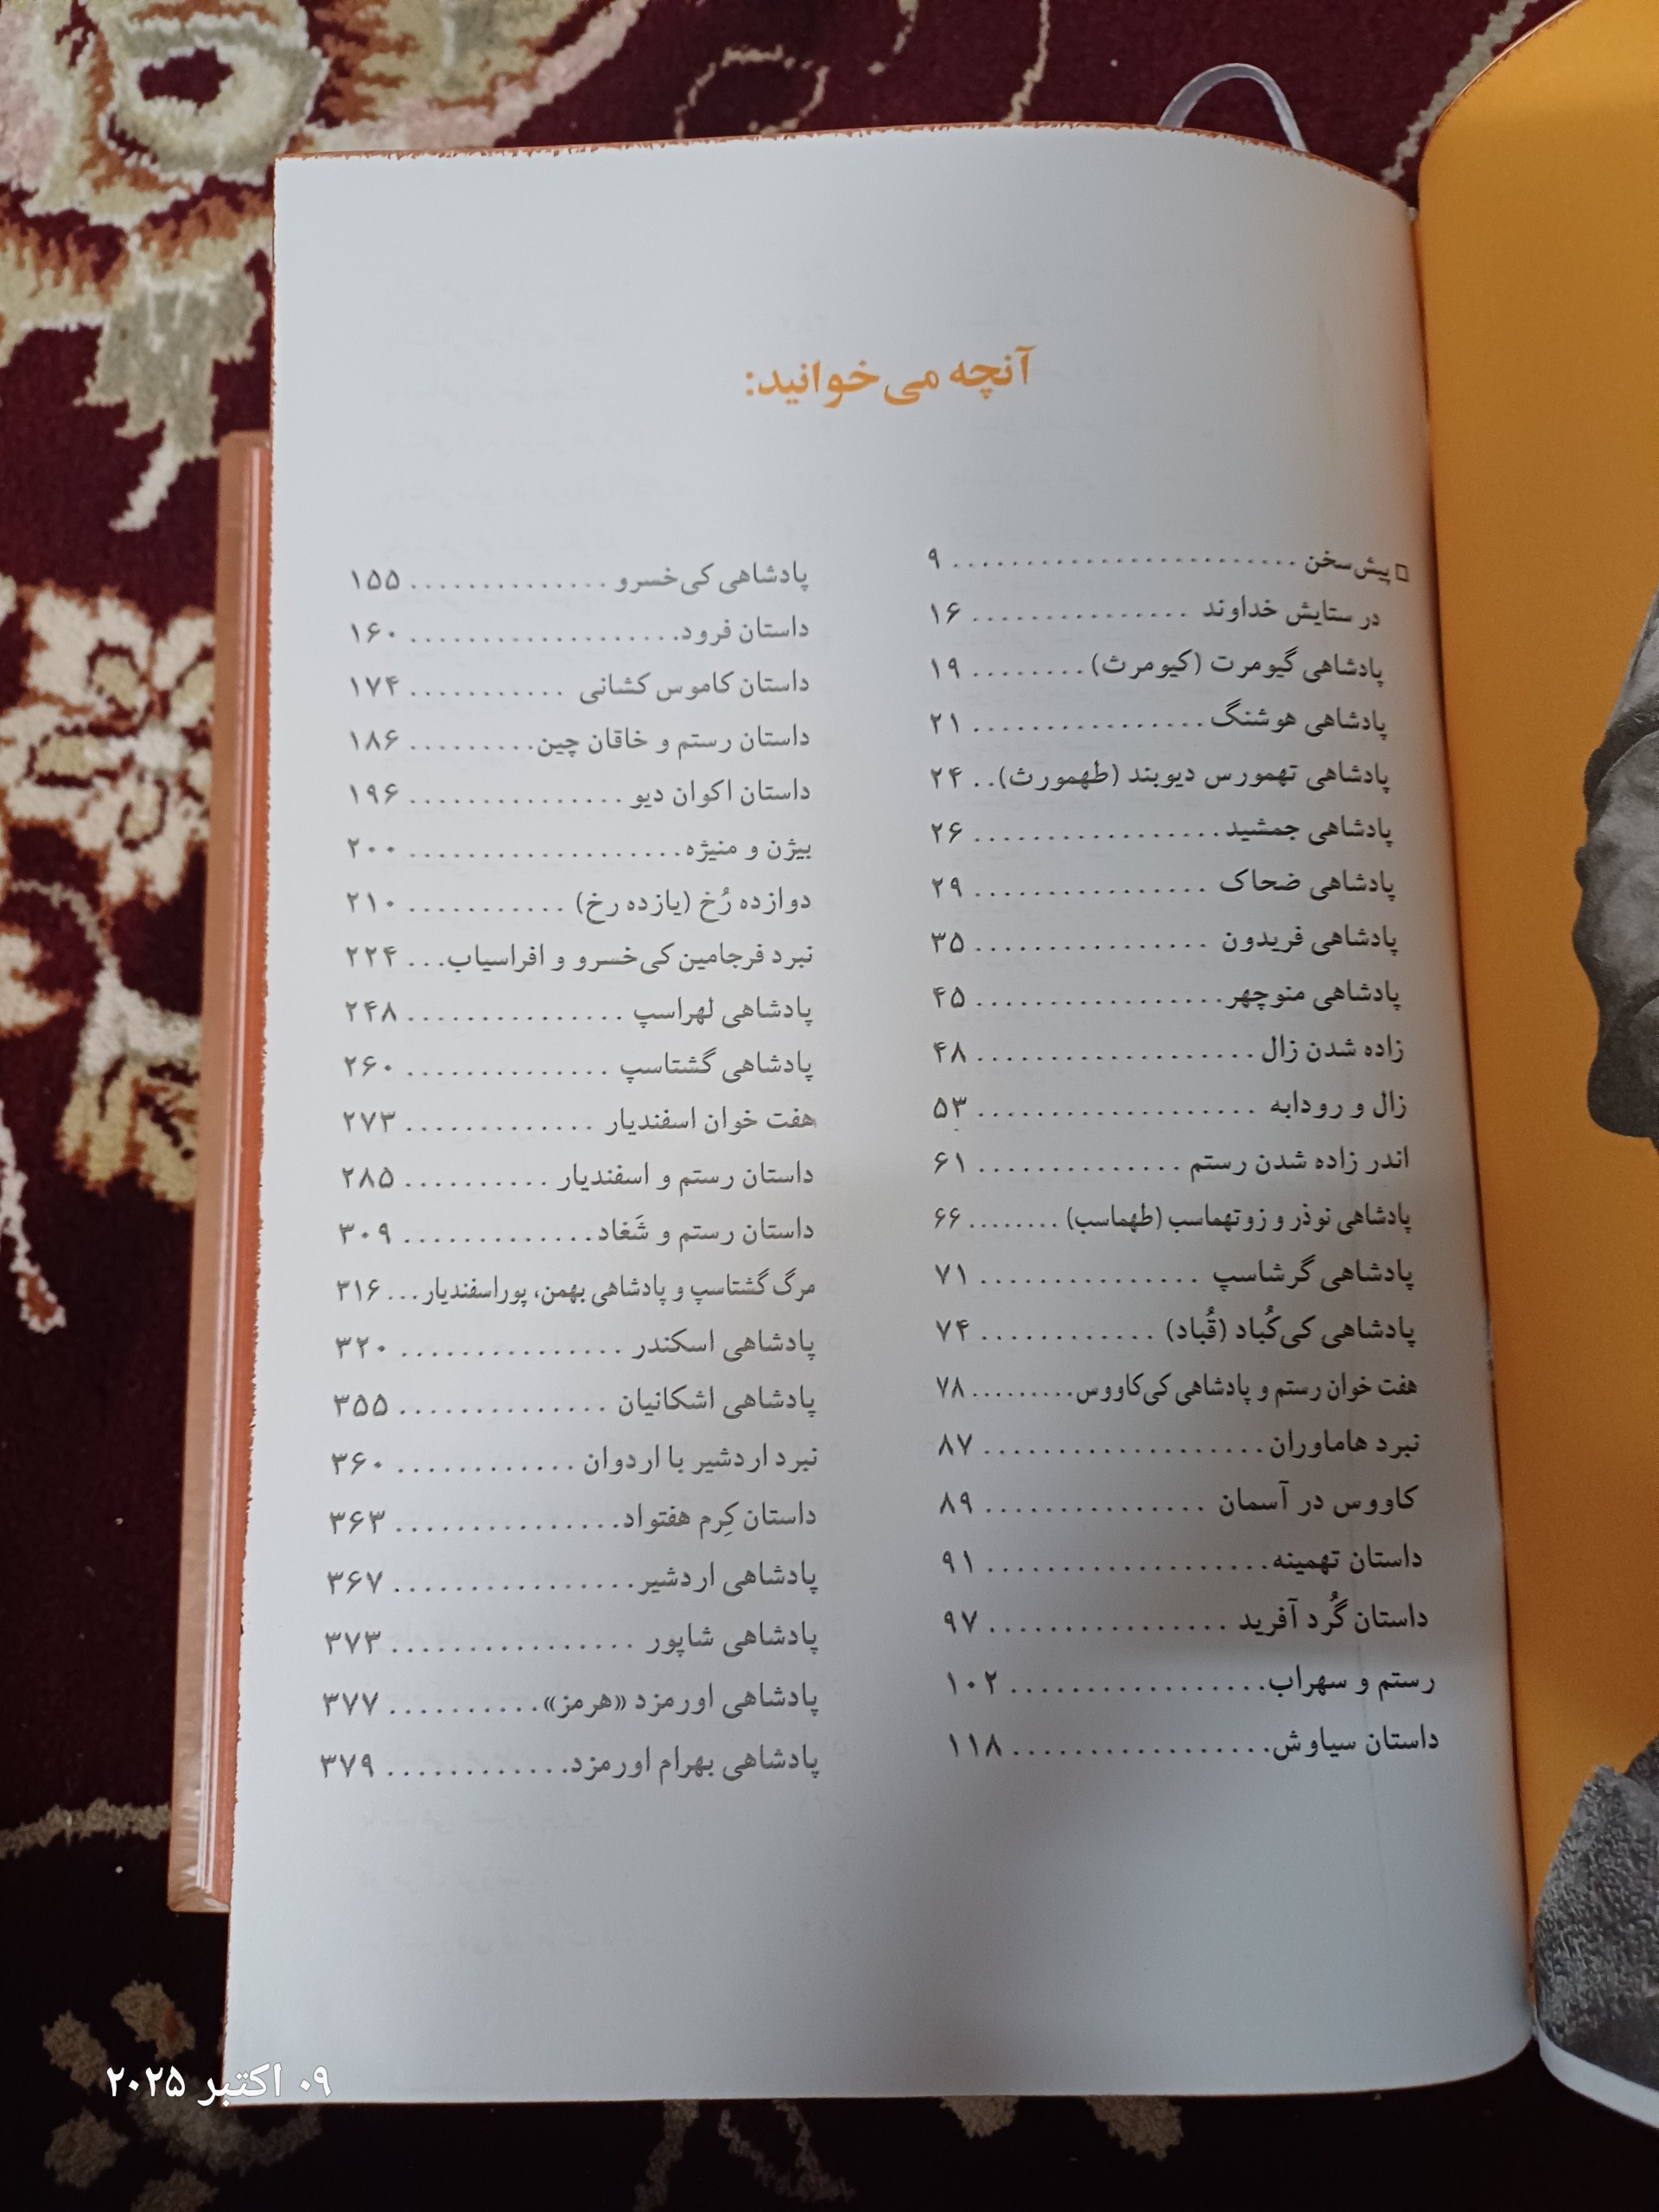 آنچه می‌خوانید:
□ پیش‌سخن ........................ ۹
در ستایش خداوند ............... ۱۶
پادشاهی گیومرت (کیومرث) ........ ۱۹
پادشاهی هوشنگ ................ ۲۱
پادشاهی تهمورس دیوبند (طهمورث) .. ۲۴
پادشاهی جمشید ................. ۲۶
پادشاهی ضحاک ................ ۲۹
پادشاهی فریدون ................ ۳۵
پادشاهی منوچهر ................. ۴۵
زاده شدن زال ................... ۴۸
زال و رودابه .................... ۵۳
اندر زاده شدن رستم .............. ۶۱
پادشاهی نوذر و زوتهماسب (طهماسب) ........ ۶۶
پادشاهی گرشاسپ ................ ۷۱
پادشاهی کی‌کُباد (قُباد) ............ ۷۴
هفت خوان رستم و پادشاهی کی‌کاووس .......... ۷۸
نبرد هاماوران .................... ۸۷
کاووس در آسمان ................ ۸۹
داستان تهمینه .................... ۹۱
داستان گُرد آفرید ................. ۹۷
رستم و سهراب .................. ۱۰۲
داستان سیاوش .................. ۱۱۸
پادشاهی کی‌خسرو .............. ۱۵۵
داستان فرود .................... ۱۶۰
داستان کاموس کشانی ........... ۱۷۴
داستان رستم و خاقان چین ......... ۱۸۶
داستان اکوان دیو ................ ۱۹۶
بیژن و منیژه .................... ۲۰۰
دوازده رُخ (یازده رخ) ........... ۲۱۰
نبرد فرجامین کی‌خسرو و افراسیاب ... ۲۲۴
پادشاهی لهراسپ ............... ۲۴۸
پادشاهی گشتاسپ .............. ۲۶۰
هفت خوان اسفندیار ............. ۲۷۳
داستان رستم و اسفندیار .......... ۲۸۵
داستان رستم و شَغاد ............. ۳۰۹
مرگ گشتاسپ و پادشاهی بهمن، پوراسفندیار ... ۳۱۶
پادشاهی اسکندر ............... ۳۲۰
پادشاهی اشکانیان .............. ۳۵۵
نبرد اردشیر با اردوان ............ ۳۶۰
داستان کِرم هفتواد ............... ۳۶۳
پادشاهی اردشیر ................ ۳۶۷
پادشاهی شاپور ................ ۳۷۳
پادشاهی اورمزد «هرمز» .......... ۳۷۷
پادشاهی بهرام اورمزد ............ ۳۷۹
۰۹ اکتبر ۲۰۲۵